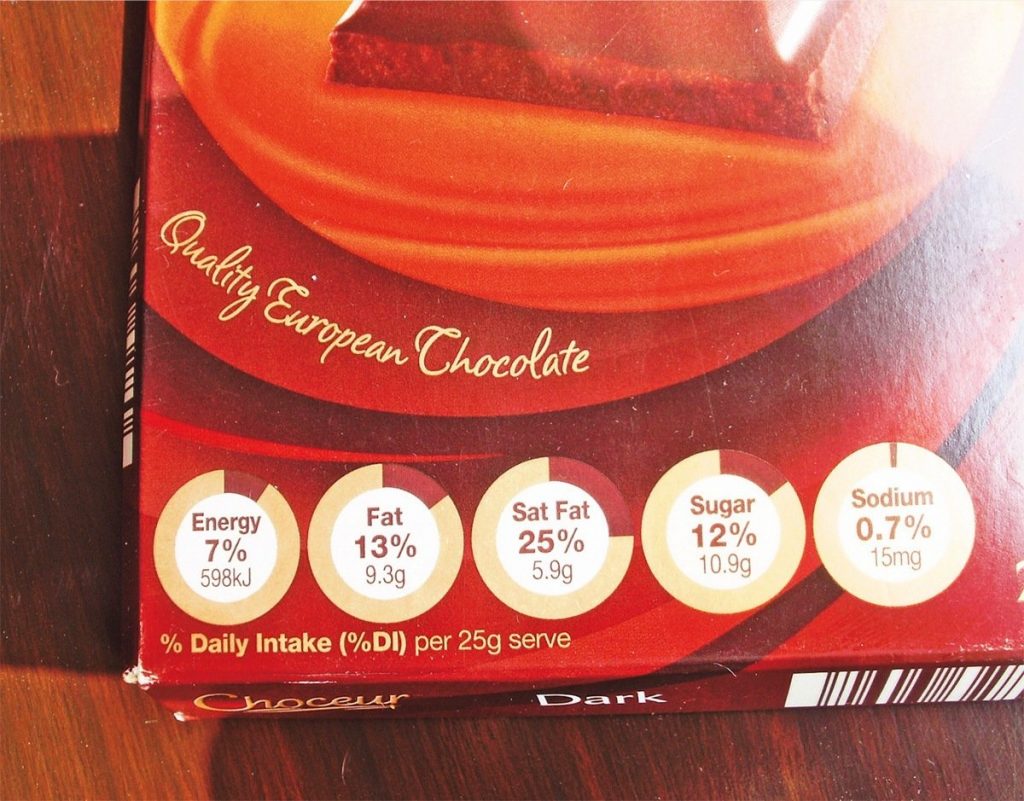 Quality European Chocolate
Energy
7%
598kJ
Fat
13%
9.3g
Sat Fat
25%
5.9g
Sugar
12%
10.9g
Sodium
0.7%
15mg
% Daily Intake (%DI) per 25g serve
Choceur
Dark